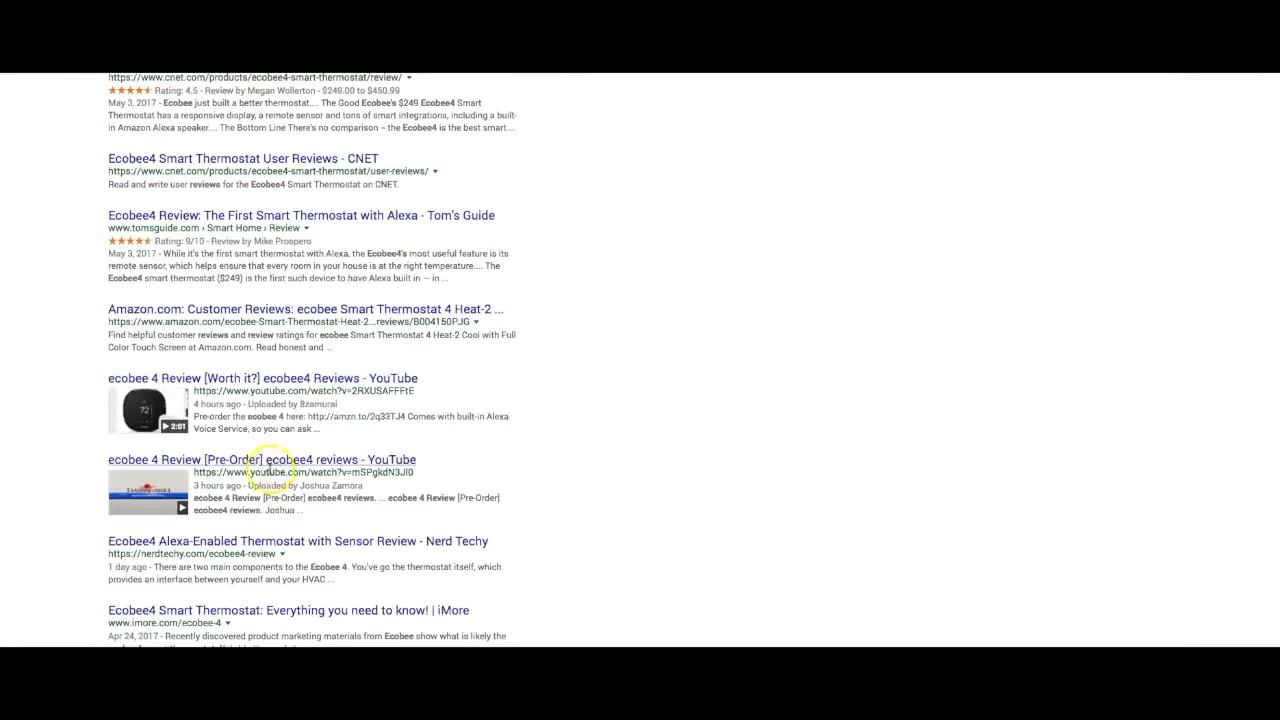 https://www.cnet.com/products/ecobee4-smart-thermostat/review/
Rating: 4.5 - Review by Megan Wollerton - $249.00 to $450.99
May 3, 2017 - Ecobee just built a better thermostat.... The Good Ecobee's $249 Ecobee4 Smart
Thermostat has a responsive display, a remote sensor and tons of smart integrations, including a built-
in Amazon Alexa speaker.... The Bottom Line There's no comparison – the Ecobee4 is the best smart ...
Ecobee4 Smart Thermostat User Reviews - CNET
https://www.cnet.com/products/ecobee4-smart-thermostat/user-reviews/
Read and write user reviews for the Ecobee4 Smart Thermostat on CNET.
Ecobee4 Review: The First Smart Thermostat with Alexa - Tom's Guide
www.tomsguide.com › Smart Home › Review
Rating: 9/10 - Review by Mike Prospero
May 3, 2017 - While it's the first smart thermostat with Alexa, the Ecobee4's most useful feature is its
remote sensor, which helps ensure that every room in your house is at the right temperature.... The
Ecobee4 smart thermostat ($249) is the first such device to have Alexa built in — in ...
Amazon.com: Customer Reviews: ecobee Smart Thermostat 4 Heat-2 ...
https://www.amazon.com/ecobee-Smart-Thermostat-Heat-2...reviews/B004150PJG
Find helpful customer reviews and review ratings for ecobee Smart Thermostat 4 Heat-2 Cool with Full
Color Touch Screen at Amazon.com. Read honest and ...
ecobee 4 Review [Worth it?] ecobee4 Reviews - YouTube
https://www.youtube.com/watch?v=2RXUSAFFFtE
4 hours ago - Uploaded by 8zamurai
Pre-order the ecobee 4 here: http://amzn.to/2q33TJ4 Comes with built-in Alexa
Voice Service, so you can ask ...
72
2:01
ecobee 4 Review [Pre-Order] ecobee4 reviews - YouTube
https://www.youtube.com/watch?v=mSPgkdN3JI0
3 hours ago - Uploaded by Joshua Zamora
ecobee 4 Review [Pre-Order] ecobee4 reviews. ... ecobee 4 Review [Pre-Order]
ecobee4 reviews. Joshua ...
Ecobee4 Alexa-Enabled Thermostat with Sensor Review - Nerd Techy
https://nerdtechy.com/ecobee4-review
1 day ago - There are two main components to the Ecobee 4. You've go the thermostat itself, which
provides an interface between yourself and your HVAC ...
Ecobee4 Smart Thermostat: Everything you need to know! | iMore
www.imore.com/ecobee-4
Apr 24, 2017 - Recently discovered product marketing materials from Ecobee show what is likely the